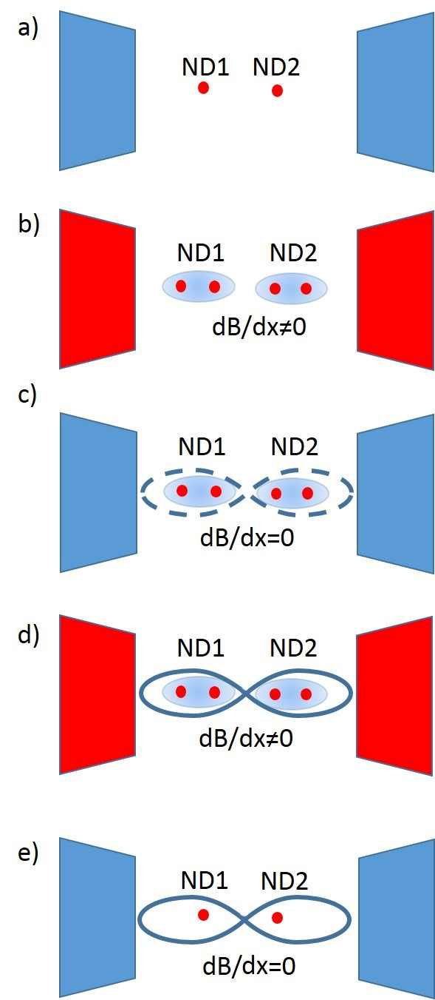 a)
ND1 ND2
b)
ND1 ND2
dB/dx≠0
c)
ND1 ND2
dB/dx=0
d)
ND1 ND2
dB/dx≠0
e)
ND1 ND2
dB/dx=0